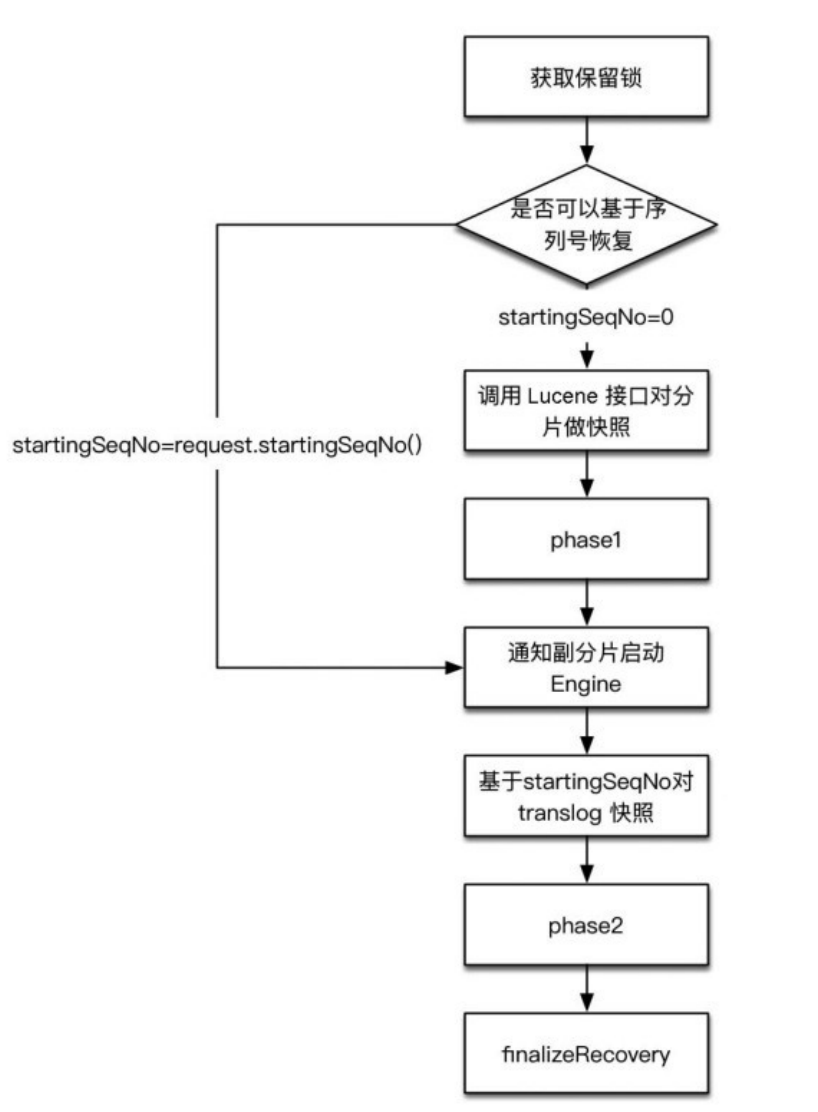 获取保留锁
是否可以基于序
列号恢复
startingSeqNo=0
调用 Lucene 接口对分
片做快照
startingSeqNo=request.startingSeqNo()
phase1
通知副分片启动
Engine
基于startingSeqNo对
translog 快照
phase2
finalizeRecovery